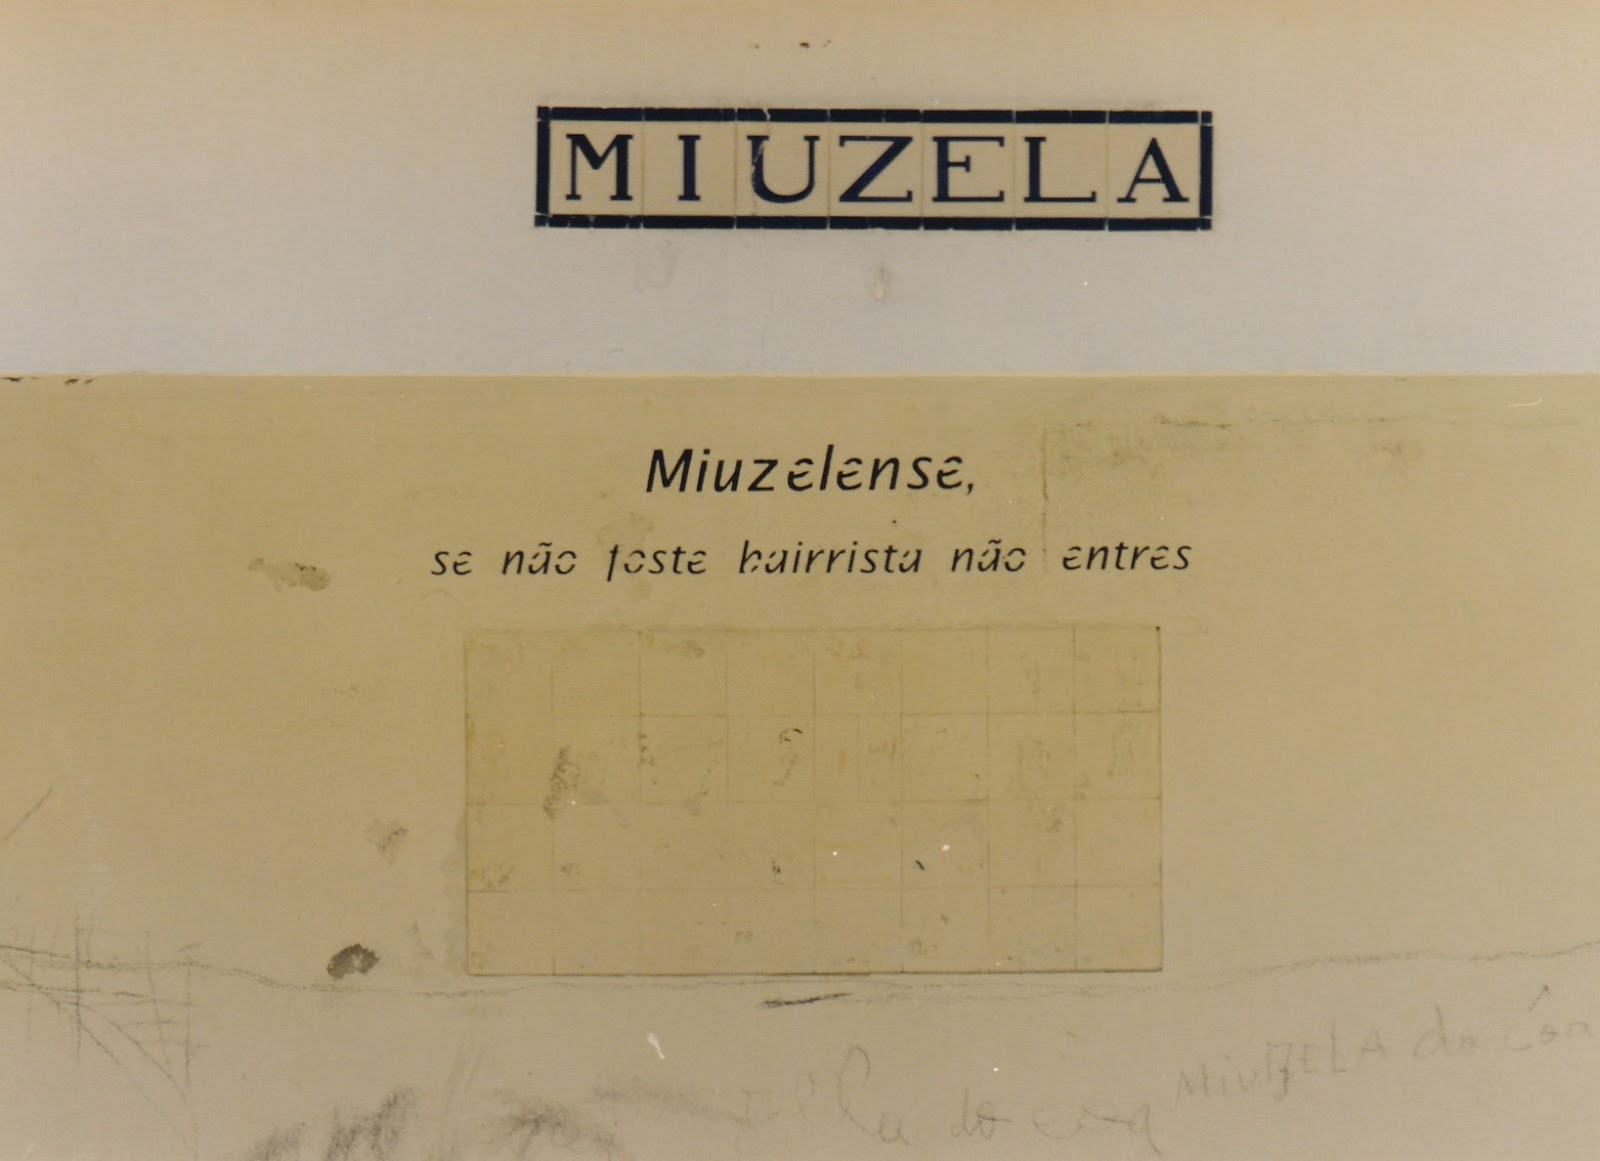 MIUZELA
Miuzelense,
se não foste bairrista não entres
MiuZELA do côa